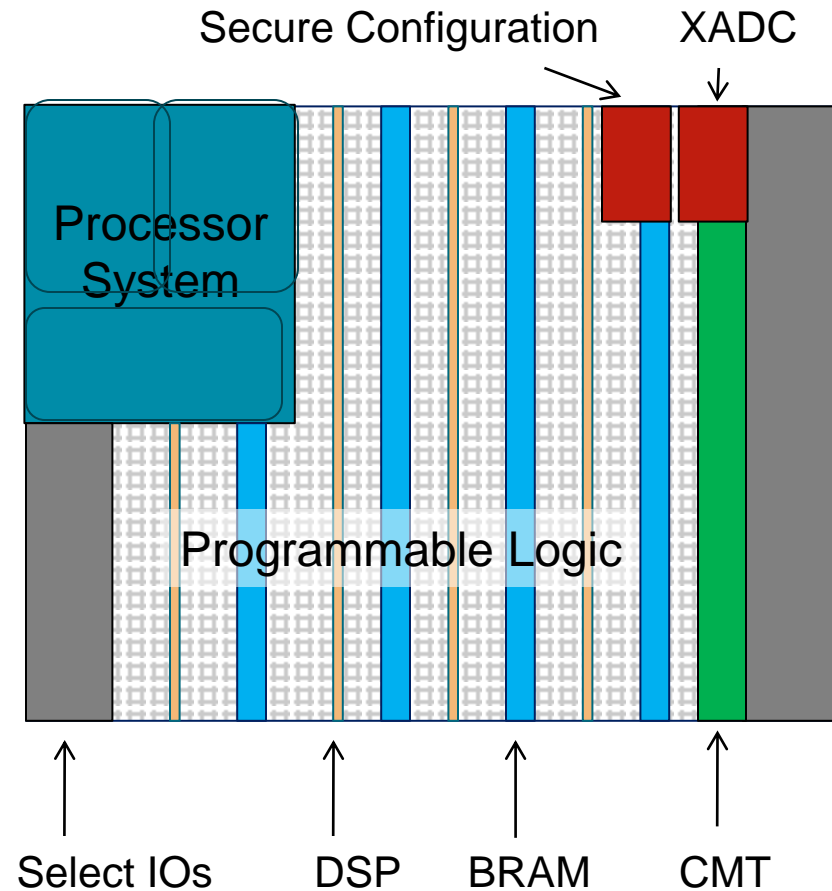 Secure Configuration XADC
Processor
System
Programmable Logic
Select IOs DSP BRAM CMT